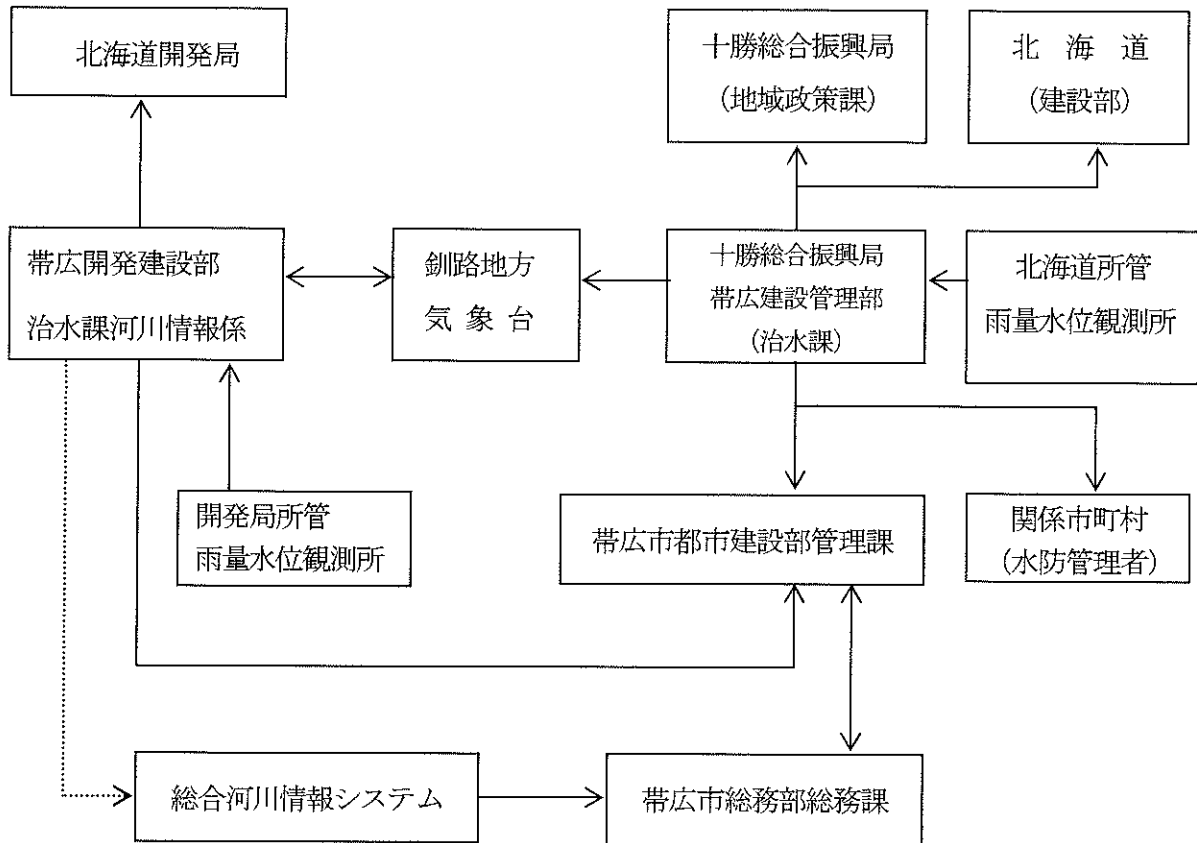 北海道開発局
十勝総合振興局
(地域政策課)
北海道
(建設部)
帯広開発建設部
治水課河川情報係
釧路地方
気象台
十勝総合振興局
帯広建設管理部
(治水課)
北海道所管
雨量水位観測所
開発局所管
雨量水位観測所
帯広市都市建設部管理課
関係市町村
(水防管理者)
総合河川情報システム
帯広市総務部総務課